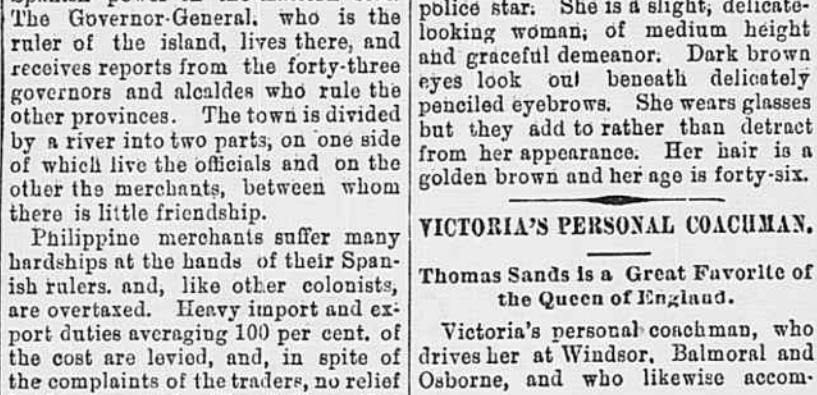 The Governor-General, who is the
ruler of the island, lives there, and
receives reports from the forty-three
governors and alcaldes who rule the
other provinces. The town is divided
by a river into two parts, on one side
of which live the officials and on the
other the merchants, between whom
there is little friendship.
Philippine merchants suffer many
hardships at the hands of their Span-
ish rulers. and, like other colonists,
are overtaxed. Heavy import and ex-
port duties averaging 100 per cent. of
the cost are levied, and, in spite of
the complaints of the traders, no relief
police star. She is a slight, delicate-
looking woman, of medium height
and graceful demeanor. Dark brown
eyes look out beneath delicately
penciled eyebrows. She wears glasses
but they add to rather than detract
from her appearance. Her hair is a
golden brown and her age is forty-six.
VICTORIA'S PERSONAL COACHMAN.
Thomas Sands is a Great Favorite of
the Queen of England.
Victoria's personal coachman, who
drives her at Windsor, Balmoral and
Osborne, and who likewise accom-